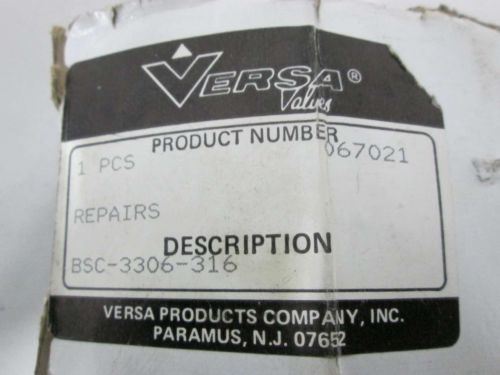 VERSA®
Valves
PRODUCT NUMBER
1 PCS 067021
REPAIRS
DESCRIPTION
BSC-3306-316
VERSA PRODUCTS COMPANY, INC.
PARAMUS, N.J. 07652